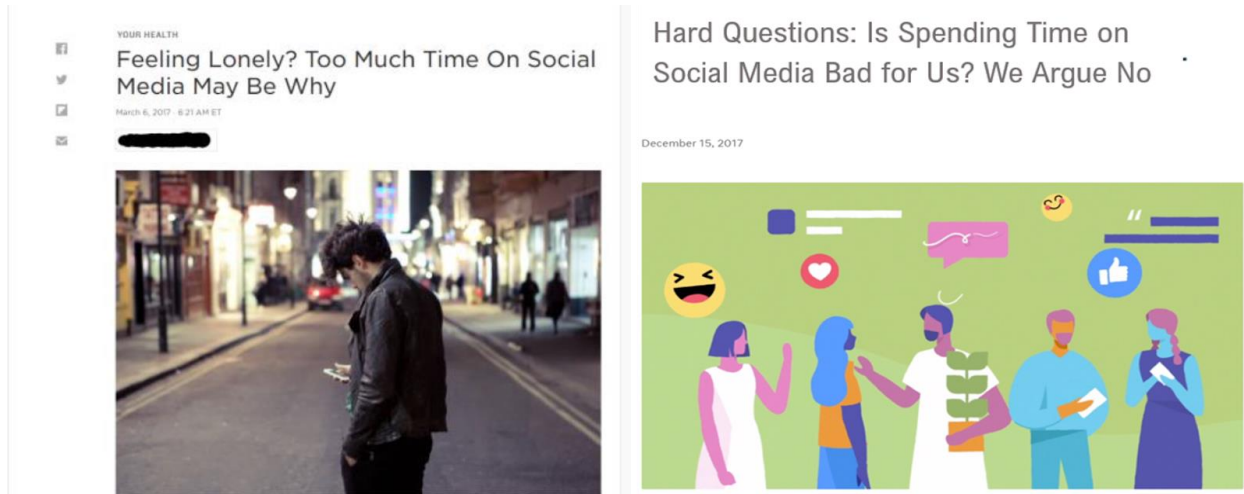 YOUR HEALTH
Feeling Lonely? Too Much Time On Social
Media May Be Why
March 6, 2017 · 6:21 AM ET
Hard Questions: Is Spending Time on
Social Media Bad for Us? We Argue No
December 15, 2017